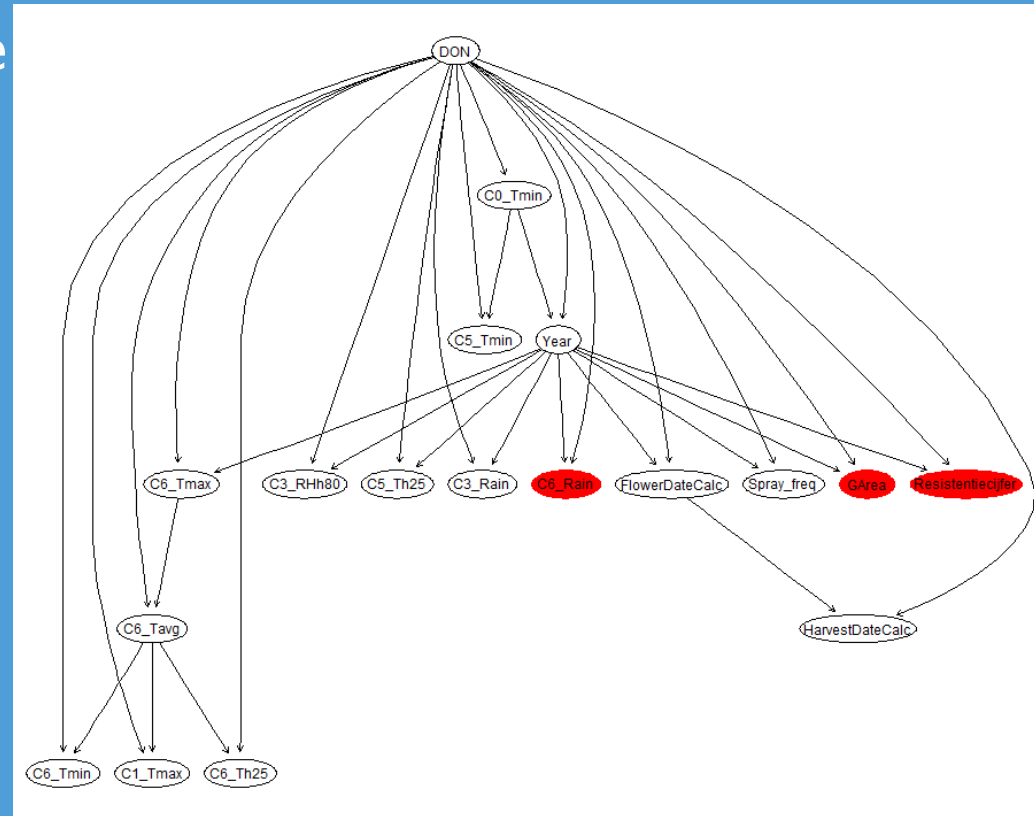 e
DON
C0_Tmin
C5_Tmin Year
C6_Tmax C3_RHh80 C5_Th25 C3_Rain C6_Rain FlowerDateCalc Spray_freq GArea Resistentiecijfer
C6_Tavg HarvestDateCalc
C6_Tmin C1_Tmax C6_Th25